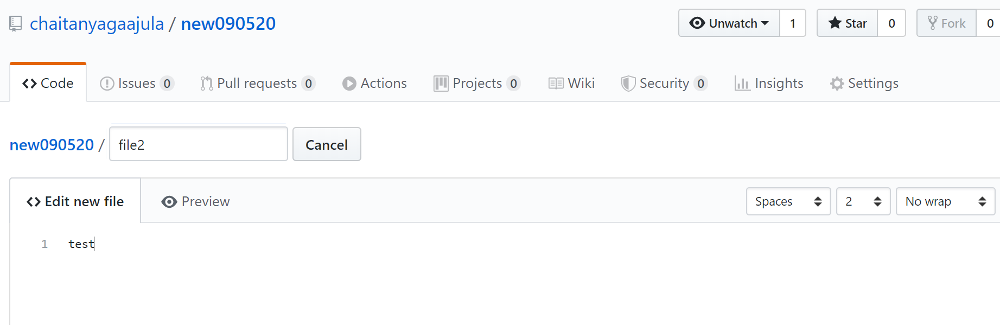 chaitanyagaajula / new090520
Unwatch 1 Star 0 Fork 0
Code Issues 0 Pull requests 0 Actions Projects 0 Wiki Security 0 Insights Settings
new090520 / file2 Cancel
Edit new file Preview Spaces 2 No wrap
1 test